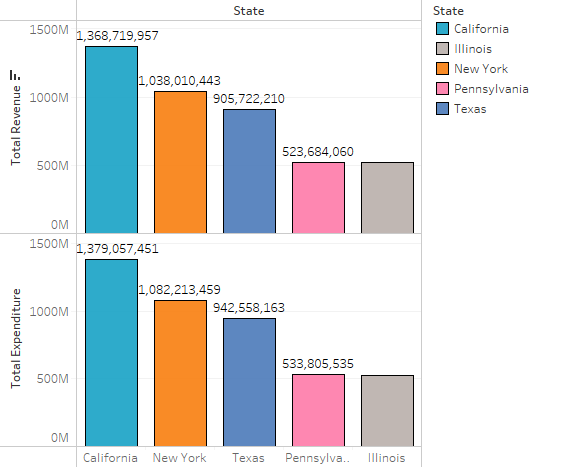 State
1500M
1000M
500M
0M
Total Revenue
1,368,719,957
1,038,010,443
905,722,210
523,684,060
1500M
1000M
500M
0M
Total Expenditure
1,379,057,451
1,082,213,459
942,558,163
533,805,535
California
New York
Texas
Pennsylva..
Illinois
State
California
Illinois
New York
Pennsylvania
Texas